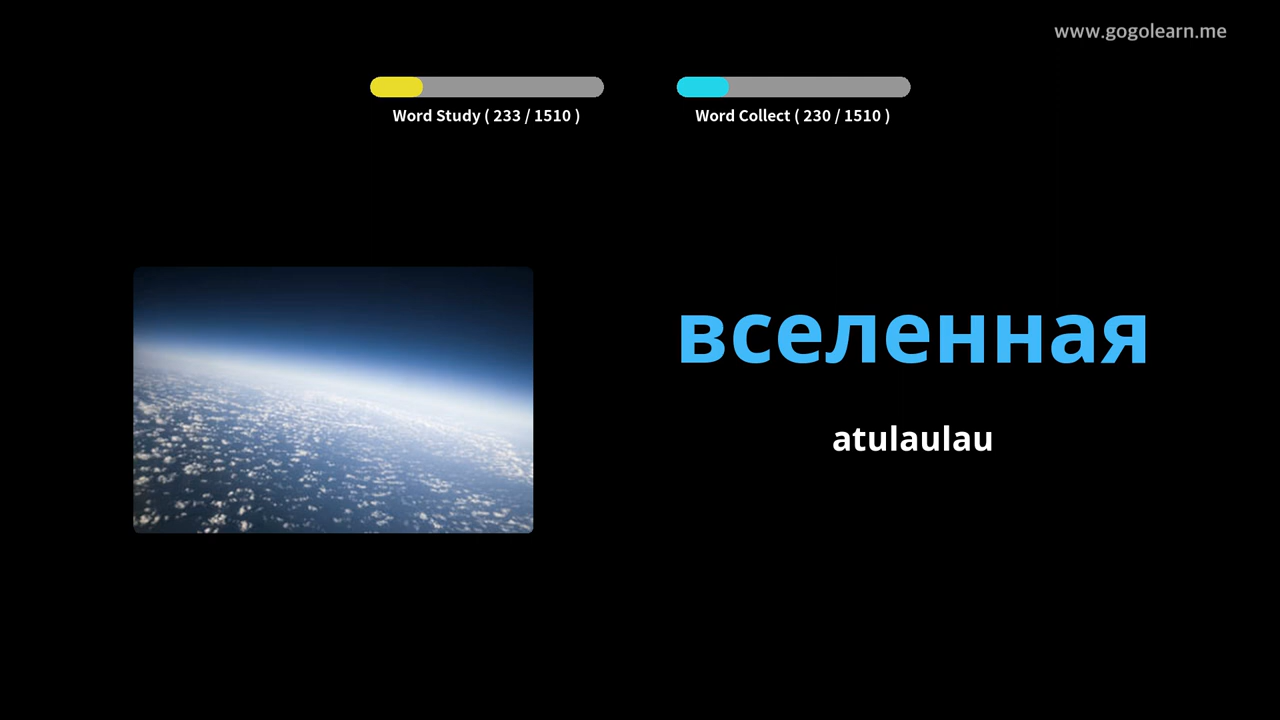 www.gogolearn.me
Word Study ( 233 / 1510 )
Word Collect ( 230 / 1510 )
вселенная
atulaulau